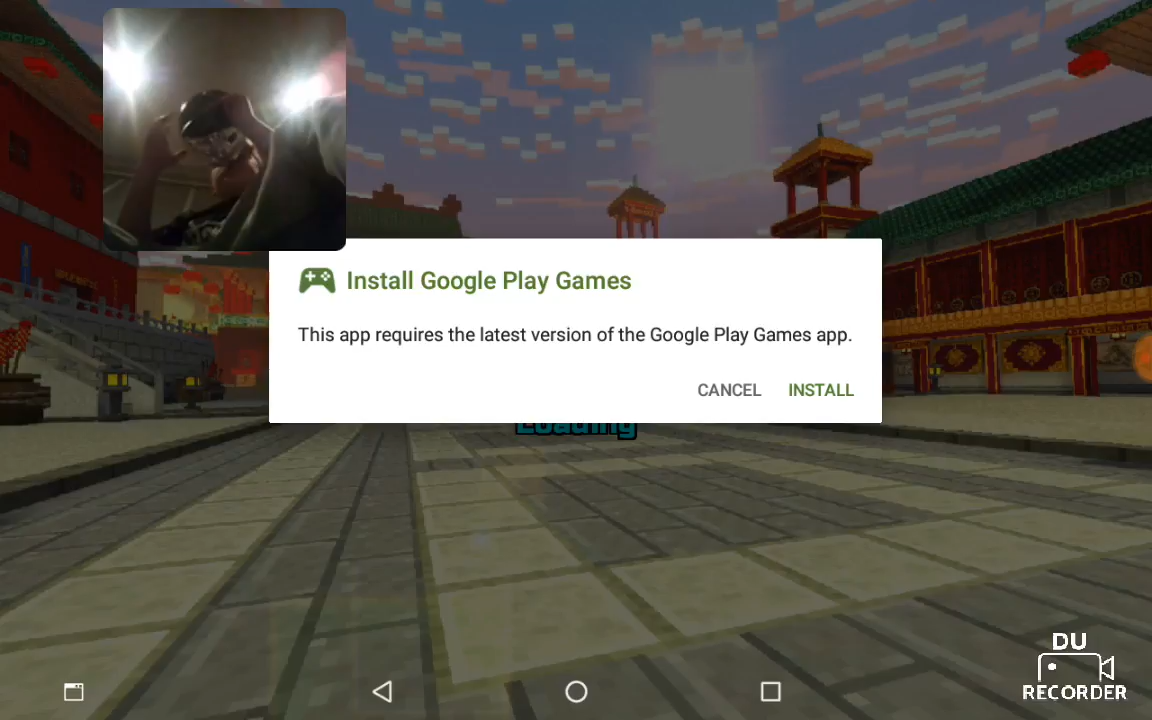 Install Google Play Games
This app requires the latest version of the Google Play Games app.
CANCEL INSTALL
Loading
DU
RECORDER